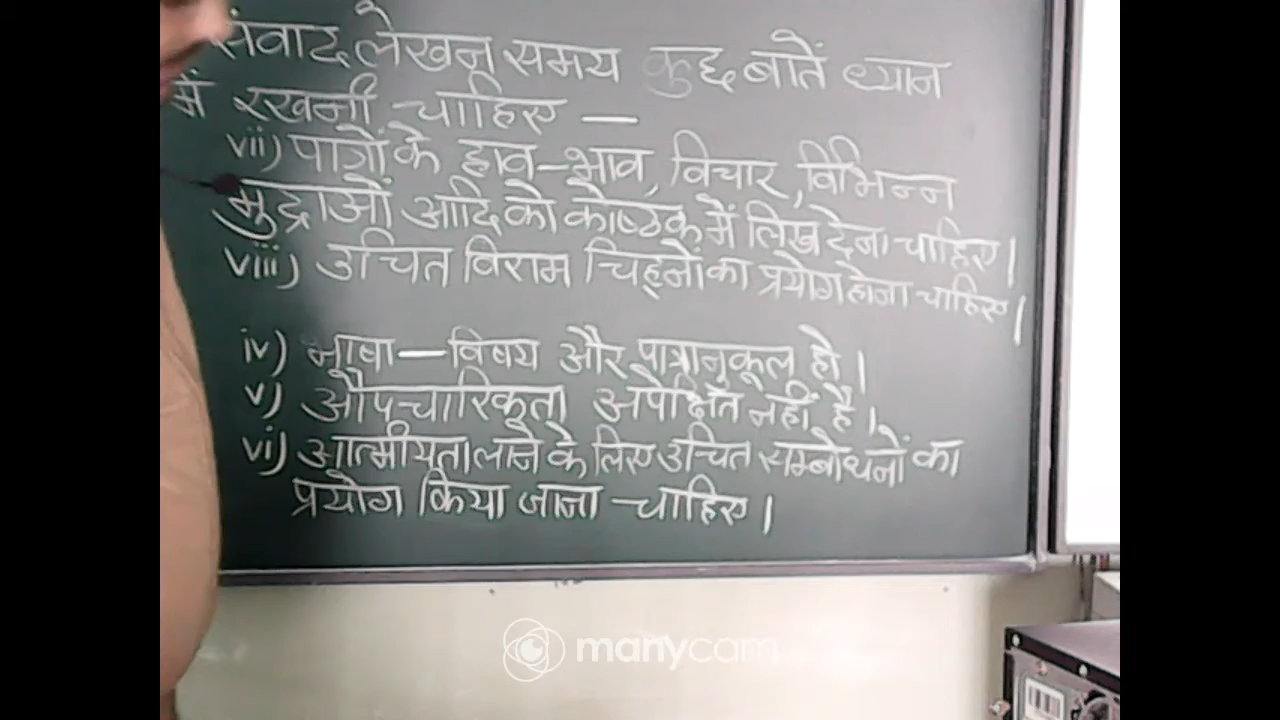 संवाद लेखन समय कुछ बातें ध्यान
में रखनी चाहिए —
vii) पात्रों के हाव-भाव, विचार, विभिन्न
मुद्राओं आदि को कोष्ठक में लिख देना चाहिए।
viii) उचित विराम चिह्नों का प्रयोग होना चाहिए।
iv) भाषा — विषय और पात्रानुकूल हो।
v) औपचारिकता अपेक्षित नहीं है।
vi) आत्मीयता लाने के लिए उचित सम्बोधनों का
प्रयोग किया जाना चाहिए।
manycam